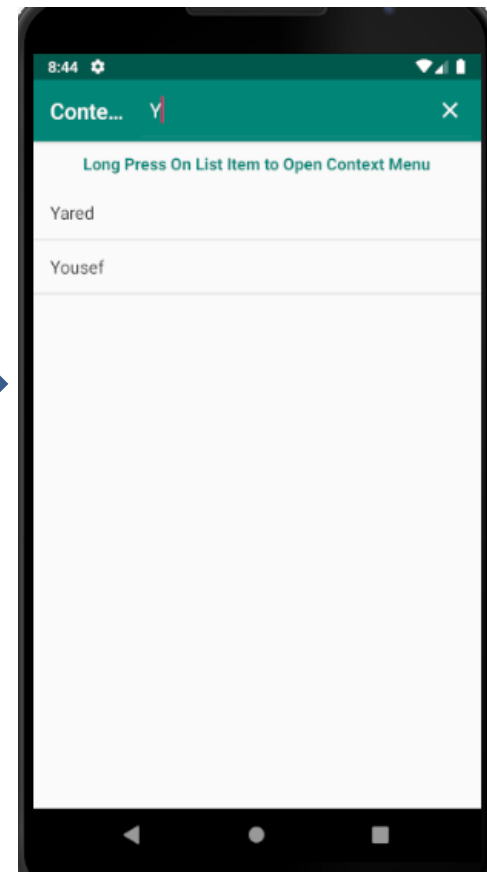 8:44
Conte... Y
Long Press On List Item to Open Context Menu
Yared
Yousef